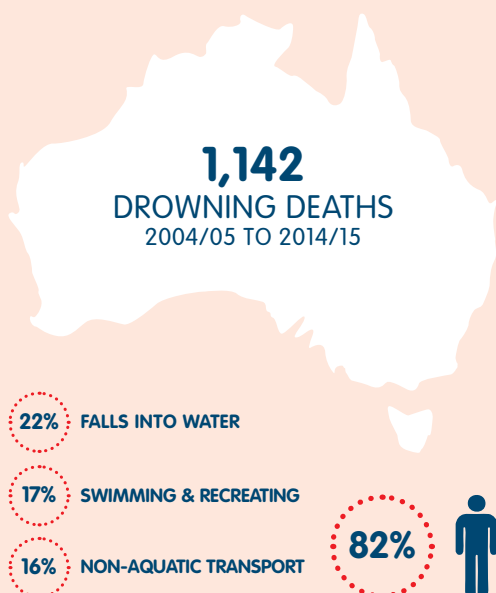 1,142
DROWNING DEATHS
2004/05 TO 2014/15
22% FALLS INTO WATER
17% SWIMMING & RECREATING
16% NON-AQUATIC TRANSPORT
82%